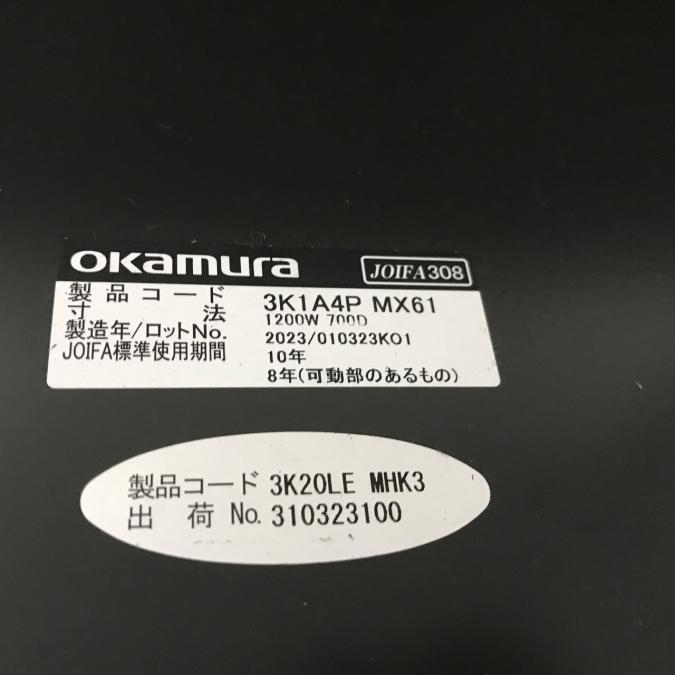 okamura
JOIFA308
製品コード 3K1A4P MX61
寸法 1200W 700D
製造年/ロットNo. 2023/010323K01
JOIFA標準使用期間 10年
8年(可動部のあるもの)
製品コード 3K20LE MHK3
出荷 No. 310323100